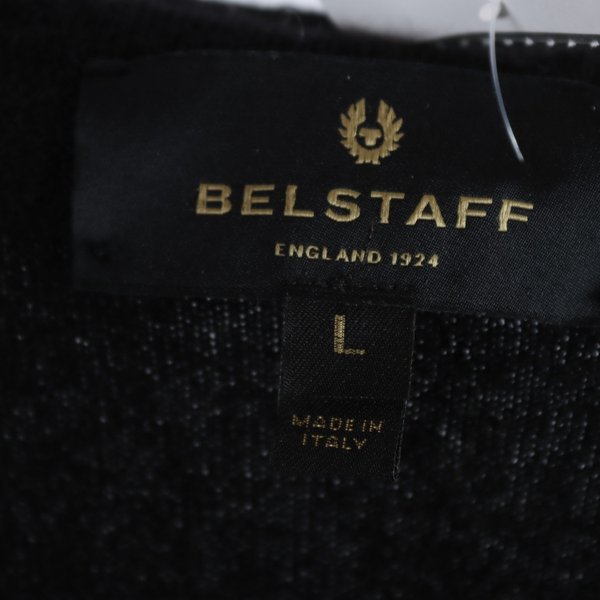 BELSTAFF
ENGLAND 1924
L
MADE IN
ITALY